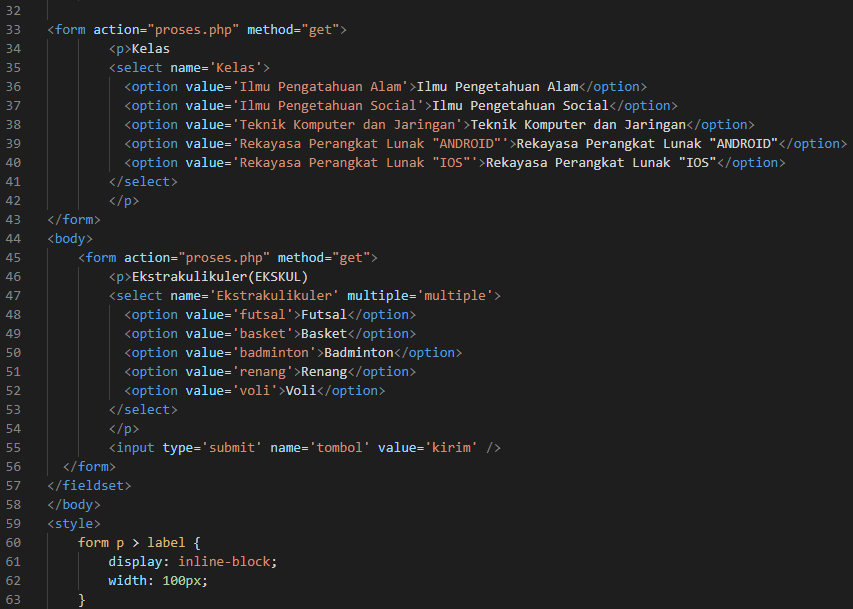 32
33 <form action="proses.php" method="get">
34 <p>Kelas
35 <select name='Kelas'>
36 <option value='Ilmu Pengatahuan Alam'>Ilmu Pengetahuan Alam</option>
37 <option value='Ilmu Pengetahuan Social'>Ilmu Pengetahuan Social</option>
38 <option value='Teknik Komputer dan Jaringan'>Teknik Komputer dan Jaringan</option>
39 <option value='Rekayasa Perangkat Lunak "ANDROID"'>Rekayasa Perangkat Lunak "ANDROID"</option>
40 <option value='Rekayasa Perangkat Lunak "IOS"'>Rekayasa Perangkat Lunak "IOS"</option>
41 </select>
42 </p>
43 </form>
44 <body>
45 <form action="proses.php" method="get">
46 <p>Ekstrakulikuler(EKSKUL)
47 <select name='Ekstrakulikuler' multiple='multiple'>
48 <option value='futsal'>Futsal</option>
49 <option value='basket'>Basket</option>
50 <option value='badminton'>Badminton</option>
51 <option value='renang'>Renang</option>
52 <option value='voli'>Voli</option>
53 </select>
54 </p>
55 <input type='submit' name='tombol' value='kirim' />
56 </form>
57 </fieldset>
58 </body>
59 <style>
60 form p > label {
61 display: inline-block;
62 width: 100px;
63 }